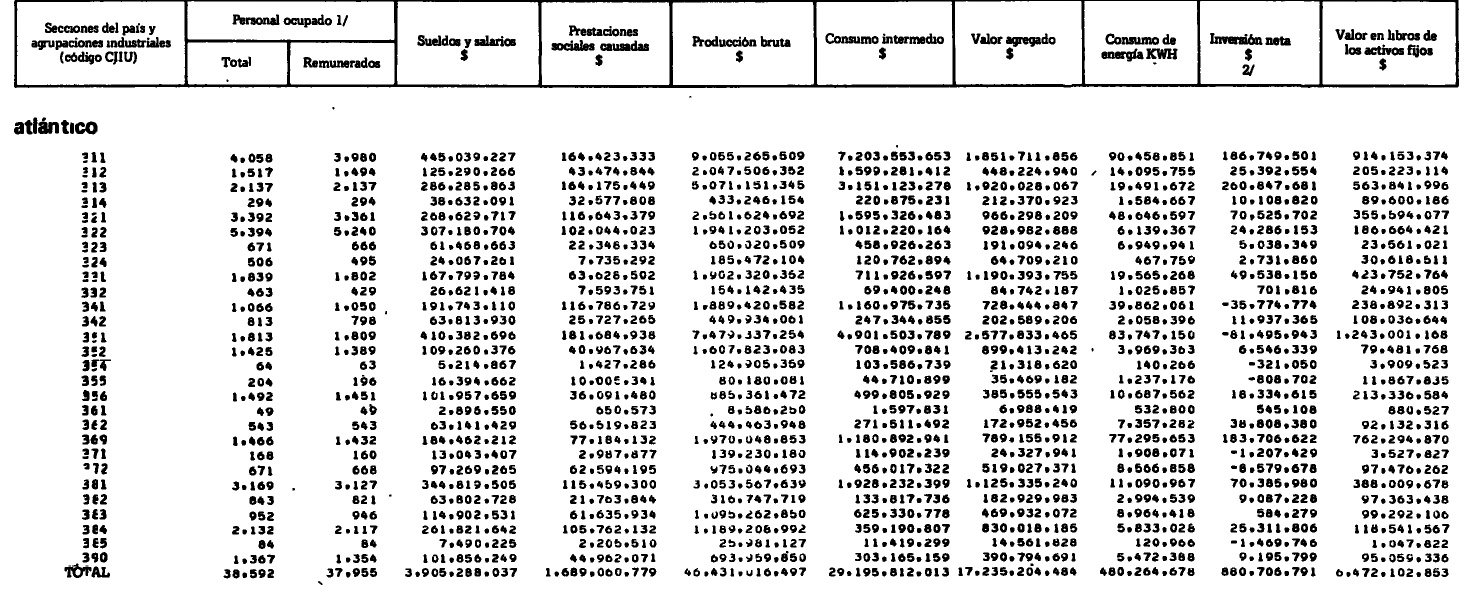 Secciones del país y agrupaciones industriales (código CJIU) Personal ocupado 1/ Total Remunerados Sueldos y salarios $ Prestaciones sociales causadas $ Producción bruta $ Consumo intermedio $ Valor agregado $ Consumo de energía KWH Inversión neta $ 2/ Valor en libros de los activos fijos $
atlántico
311 4.058 3.980 445.039.227 164.423.333 9.055.265.509 7.203.553.653 1.851.711.856 90.458.851 186.749.501 914.153.374
312 1.517 1.494 125.290.266 43.474.844 2.047.506.352 1.599.281.412 448.224.940 14.095.755 25.392.554 205.223.114
313 2.137 2.137 286.285.863 164.175.449 5.071.151.345 3.151.123.278 1.920.028.067 19.491.672 260.847.681 563.841.996
314 294 294 38.632.091 32.577.808 433.246.154 220.875.231 212.370.923 1.584.667 10.108.820 89.600.186
321 3.392 3.361 268.629.717 116.643.379 2.561.624.692 1.595.326.483 966.298.209 48.646.597 70.525.702 355.594.077
322 5.394 5.240 307.180.704 102.044.023 1.941.203.052 1.012.220.164 928.982.888 6.139.367 24.286.153 186.664.421
323 671 666 61.468.663 22.348.334 650.020.509 458.926.263 191.094.246 6.949.941 5.038.349 23.561.021
324 506 495 24.067.261 7.735.292 185.472.104 120.762.894 64.709.210 467.759 2.731.860 30.618.511
331 1.839 1.802 167.799.784 63.628.502 1.902.320.352 711.926.597 1.190.393.755 19.565.268 49.538.156 423.752.764
332 463 429 26.621.418 7.593.751 154.142.435 69.400.248 84.742.187 1.025.857 701.816 24.941.805
341 1.066 1.050 191.743.110 116.786.729 1.889.420.582 1.160.975.735 728.444.847 39.862.061 -35.774.774 238.892.313
342 813 798 63.813.930 25.727.265 449.934.061 247.344.855 202.589.206 2.058.396 11.937.365 108.036.644
351 1.813 1.809 410.382.696 181.684.938 7.479.337.254 4.901.503.789 2.577.833.465 83.747.150 -81.495.943 1.243.001.168
352 1.425 1.389 109.260.376 40.967.634 1.607.823.083 708.409.841 899.413.242 3.969.363 6.546.339 79.481.768
354 64 63 5.214.867 1.427.286 124.905.359 103.586.739 21.318.620 140.266 -321.050 3.909.523
355 204 196 16.394.662 10.005.341 80.180.081 44.710.899 35.469.182 1.237.176 -808.702 11.867.835
356 1.492 1.451 101.957.659 36.091.480 885.361.472 499.805.929 385.555.543 10.687.562 18.334.615 213.336.584
361 49 49 2.896.550 650.573 8.586.250 1.597.831 6.988.419 532.800 545.108 880.527
362 543 543 63.141.429 56.519.823 444.463.948 271.511.492 172.952.456 7.357.282 38.808.380 92.132.316
369 1.466 1.432 184.462.212 77.184.132 1.970.048.853 1.180.892.941 789.155.912 77.295.653 183.706.622 762.294.870
371 168 160 13.043.407 2.987.877 139.230.180 114.902.239 24.327.941 1.908.071 -1.207.429 3.527.827
372 671 668 97.269.265 62.594.195 975.044.693 456.017.322 519.027.371 8.566.858 -8.579.678 97.476.262
381 3.169 3.127 344.819.505 115.459.300 3.053.567.639 1.928.232.399 1.125.335.240 11.090.967 70.385.980 388.009.678
382 843 821 63.802.728 21.763.844 316.747.719 133.817.736 182.929.983 2.994.539 9.087.228 97.363.438
383 952 946 114.902.531 61.635.934 1.095.262.850 625.330.778 469.932.072 8.964.418 584.279 99.292.106
384 2.132 2.117 261.821.642 105.762.132 1.189.208.992 359.190.807 830.018.185 5.833.028 25.311.806 118.541.567
385 84 84 7.490.225 2.205.510 25.981.127 11.419.299 14.561.828 120.966 -1.469.746 1.047.822
390 1.367 1.354 101.856.249 44.962.071 693.959.850 303.165.159 390.794.691 5.472.388 9.195.799 95.059.336
TOTAL 38.592 37.955 3.905.288.037 1.689.060.779 46.431.016.497 29.195.812.013 17.235.204.484 480.264.678 880.706.791 6.472.102.853